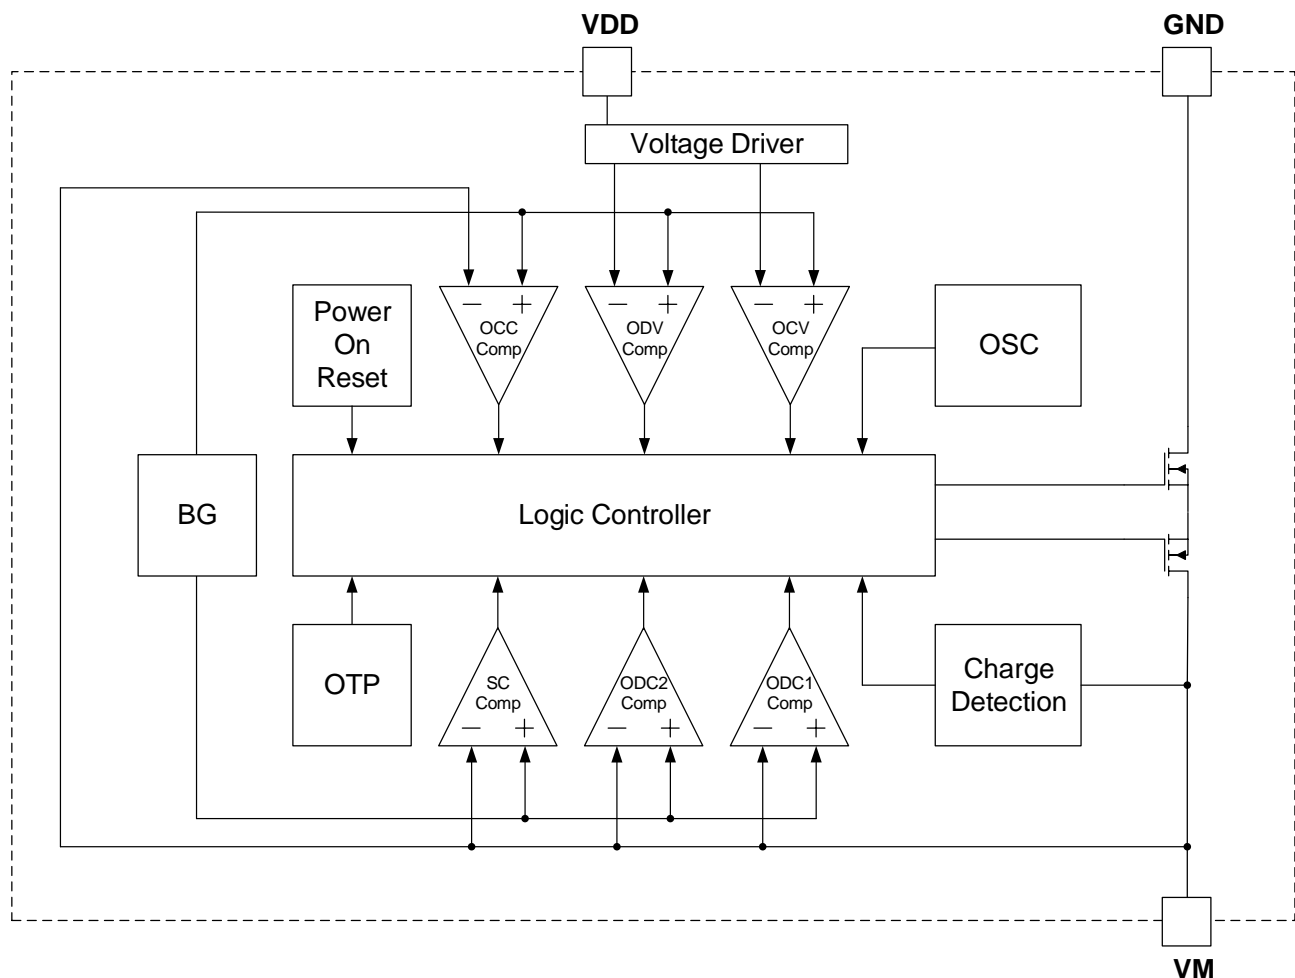 VDD
GND
Voltage Driver
− +
− +
− +
OCC
Comp
ODV
Comp
OCV
Comp
Power
On
Reset
OSC
BG
Logic Controller
OTP
SC
Comp
ODC2
Comp
ODC1
Comp
− +
− +
− +
Charge
Detection
VM